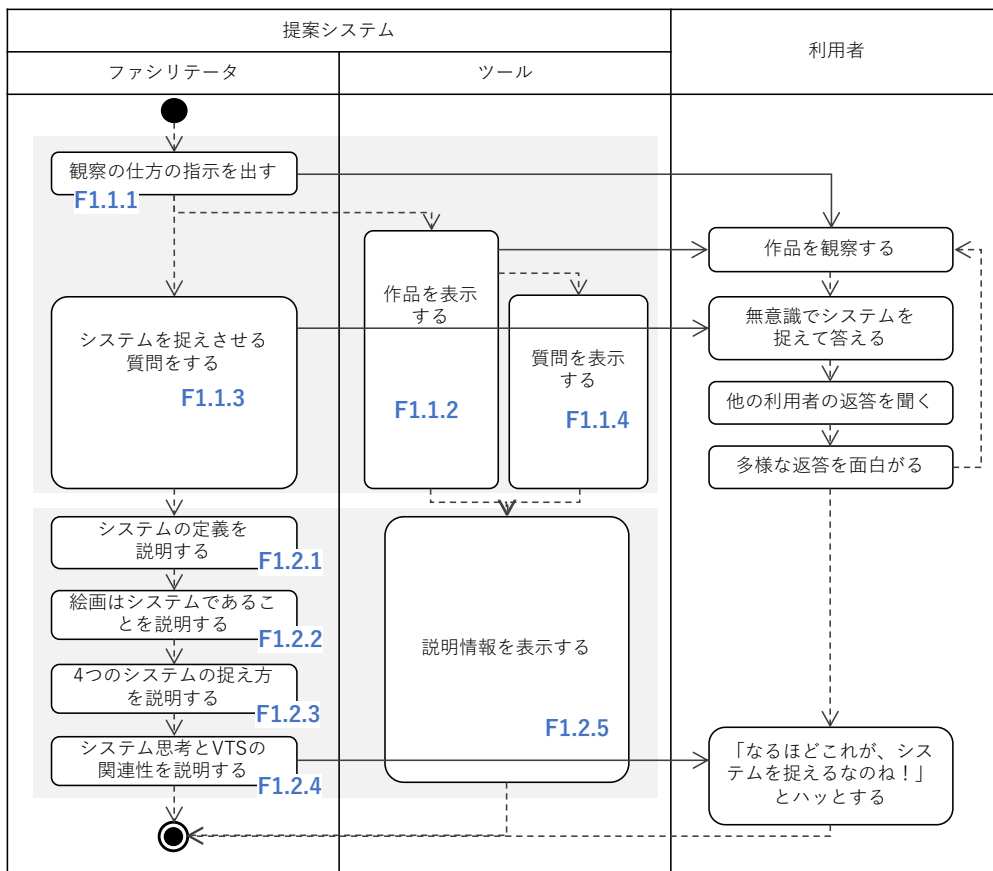 提案システム
利用者
ファシリテータ
ツール
観察の仕方の指示を出す
F1.1.1
作品を観察する
作品を表示
する
F1.1.2
システムを捉えさせる
質問をする
F1.1.3
質問を表示
する
F1.1.4
無意識でシステムを
捉えて答える
他の利用者の返答を聞く
多様な返答を面白がる
システムの定義を
説明する
F1.2.1
絵画はシステムであるこ
とを説明する
F1.2.2
4つのシステムの捉え方
を説明する
F1.2.3
システム思考とVTSの
関連性を説明する
F1.2.4
説明情報を表示する
F1.2.5
「なるほどこれが、シス
テムを捉えるなのね！」
とハッとする